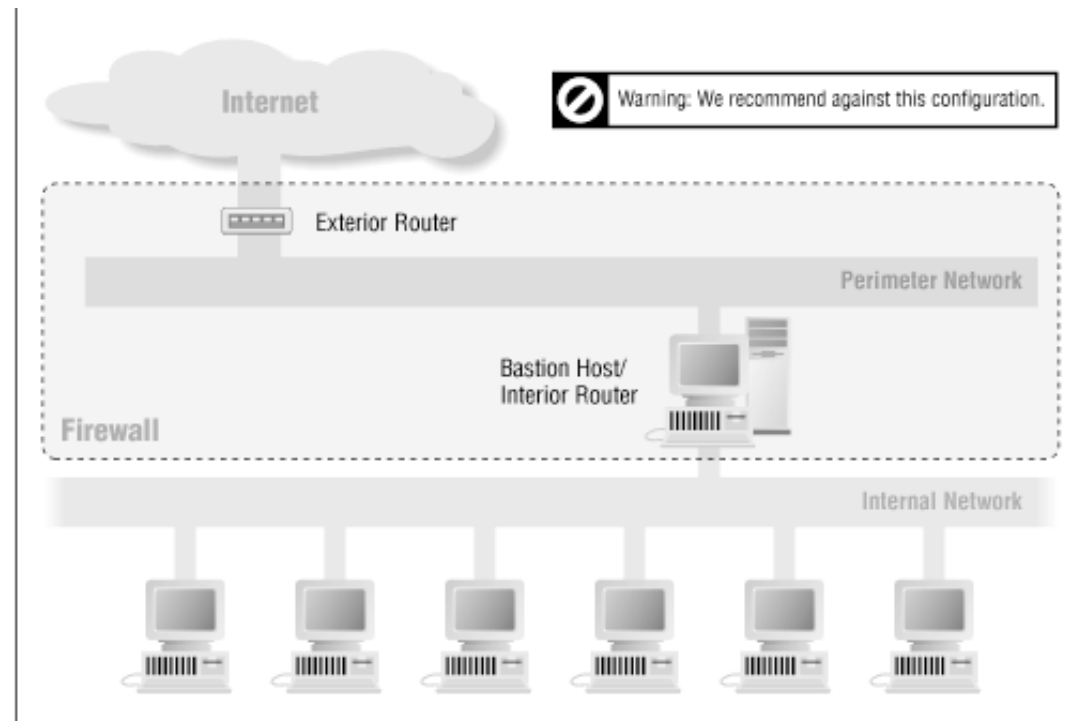 Internet
Warning: We recommend against this configuration.
Exterior Router
Perimeter Network
Bastion Host/
Interior Router
Firewall
Internal Network